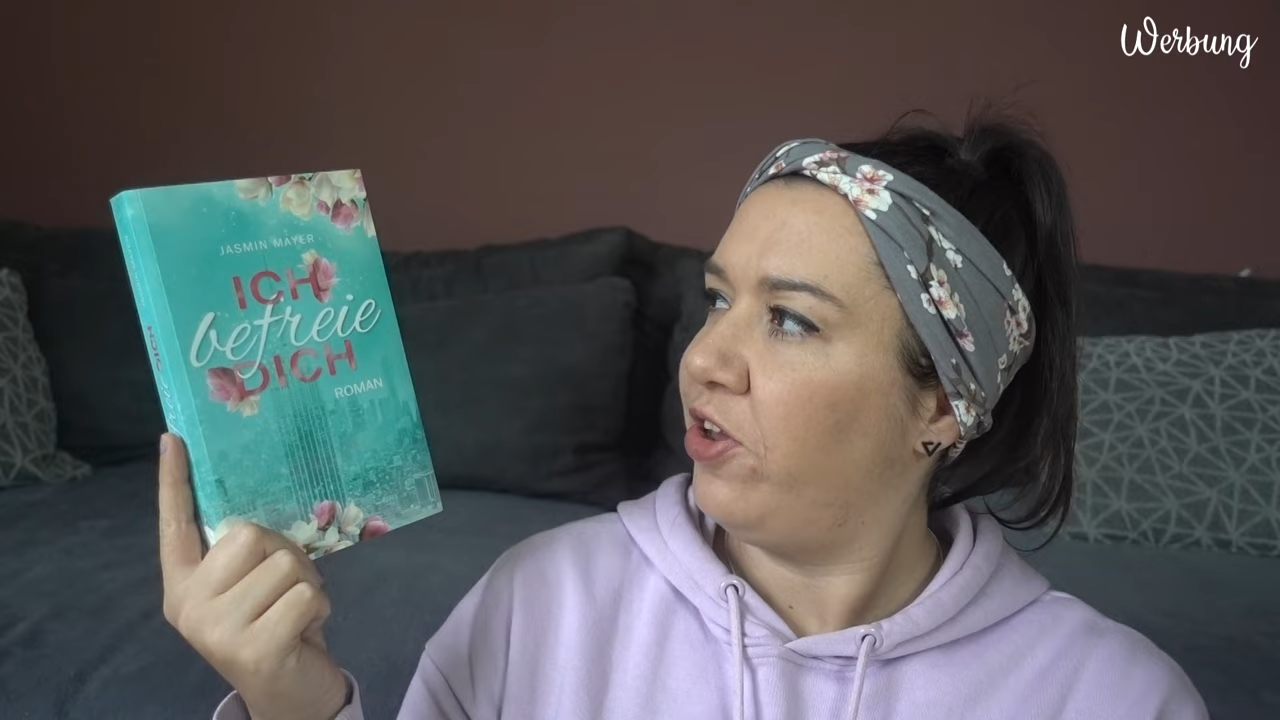 Werbung
JASMIN MAYER
ICH
befreie
DICH
ROMAN